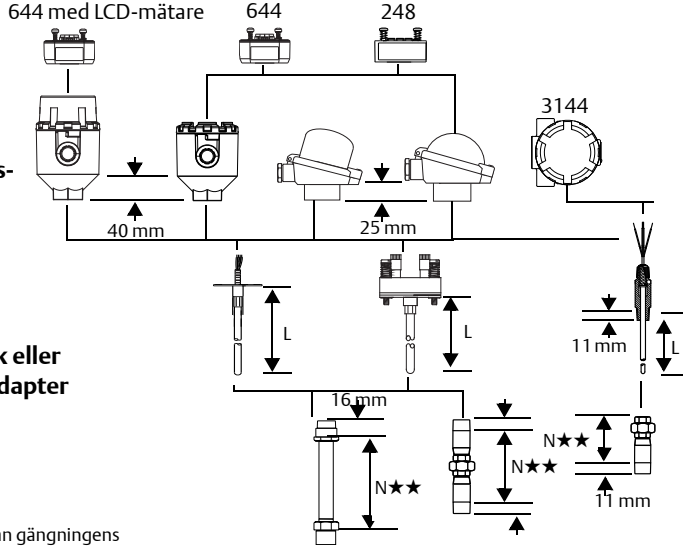 644 med LCD-mätare
644
248
3144
s-
40 mm
25 mm
L
L
11 mm
L
k eller
dapter
16 mm
N★★
N★★
N★★
11 mm
an gängningens